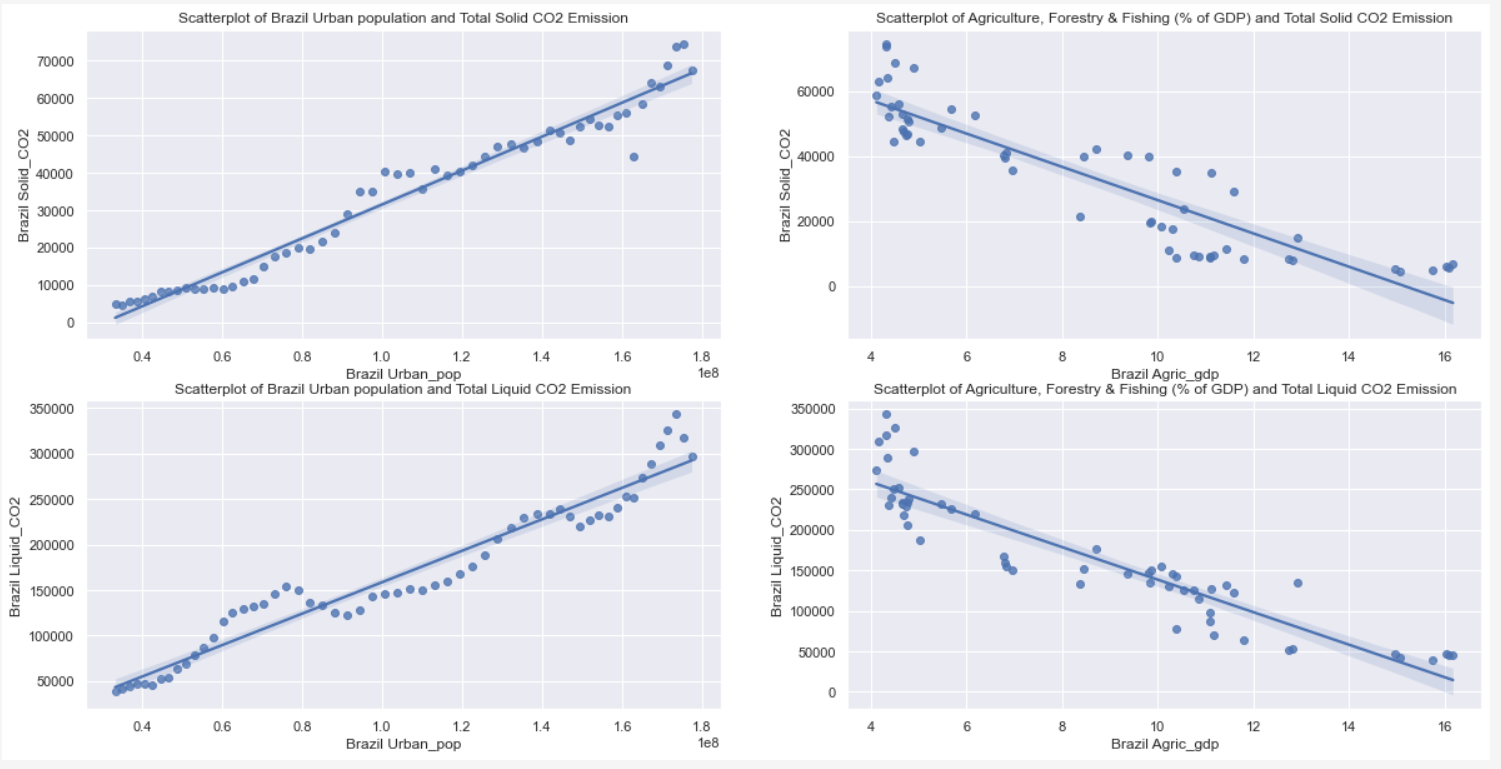 Scatterplot of Brazil Urban population and Total Solid CO2 Emission
Brazil Solid_CO2
70000
60000
50000
40000
30000
20000
10000
0
0.4 0.6 0.8 1.0 1.2 1.4 1.6 1.8
1e8
Brazil Urban_pop
Scatterplot of Agriculture, Forestry & Fishing (% of GDP) and Total Solid CO2 Emission
Brazil Solid_CO2
60000
40000
20000
0
4 6 8 10 12 14 16
Brazil Agric_gdp
Scatterplot of Brazil Urban population and Total Liquid CO2 Emission
Brazil Liquid_CO2
350000
300000
250000
200000
150000
100000
50000
0.4 0.6 0.8 1.0 1.2 1.4 1.6 1.8
1e8
Brazil Urban_pop
Scatterplot of Agriculture, Forestry & Fishing (% of GDP) and Total Liquid CO2 Emission
Brazil Liquid_CO2
350000
300000
250000
200000
150000
100000
50000
0
4 6 8 10 12 14 16
Brazil Agric_gdp